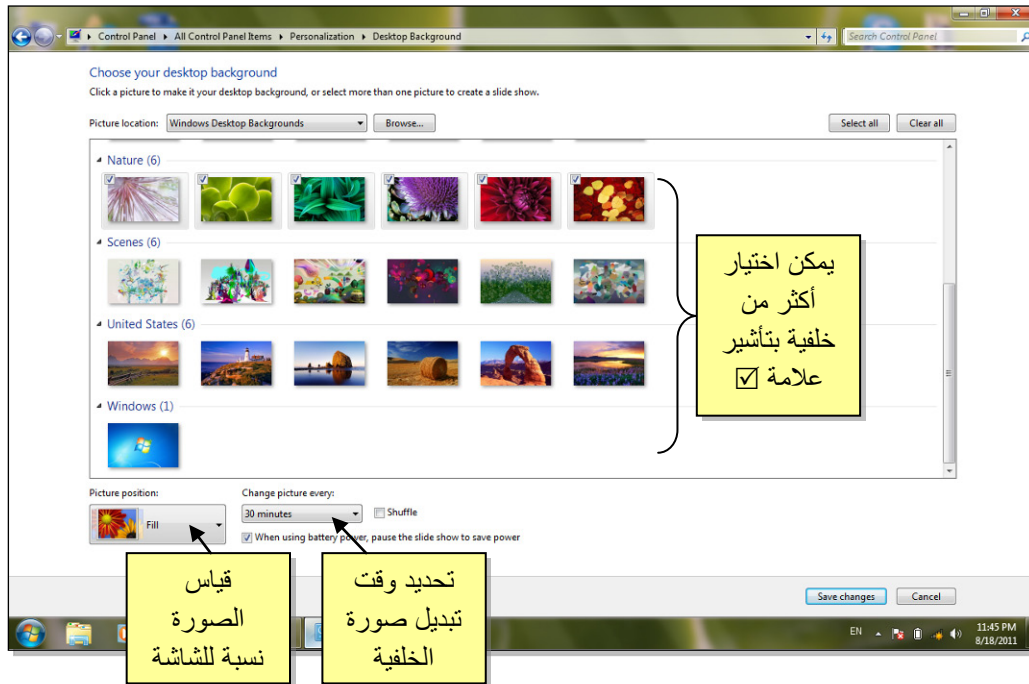 Control Panel ▸ All Control Panel Items ▸ Personalization ▸ Desktop Background
Search Control Panel
Choose your desktop background
Click a picture to make it your desktop background, or select more than one picture to create a slide show.
Picture location: Windows Desktop Backgrounds Browse... Select all Clear all
Nature (6)
Scenes (6)
يمكن اختيار
أكثر من
خلفية بتأشير
علامة ☑
United States (6)
Windows (1)
Picture position: Change picture every:
Fill 30 minutes Shuffle
When using battery power, pause the slide show to save power
قياس
الصورة
نسبة للشاشة
تحديد وقت
تبديل صورة
الخلفية
Save changes Cancel
EN 11:45 PM
8/18/2011